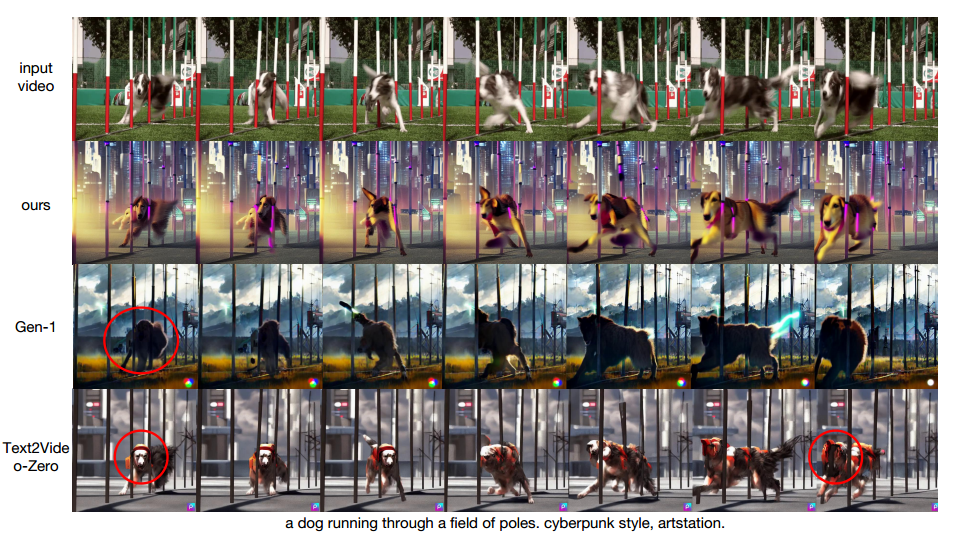 input
video
ours
Gen-1
Text2Vide
o-Zero
a dog running through a field of poles. cyberpunk style, artstation.